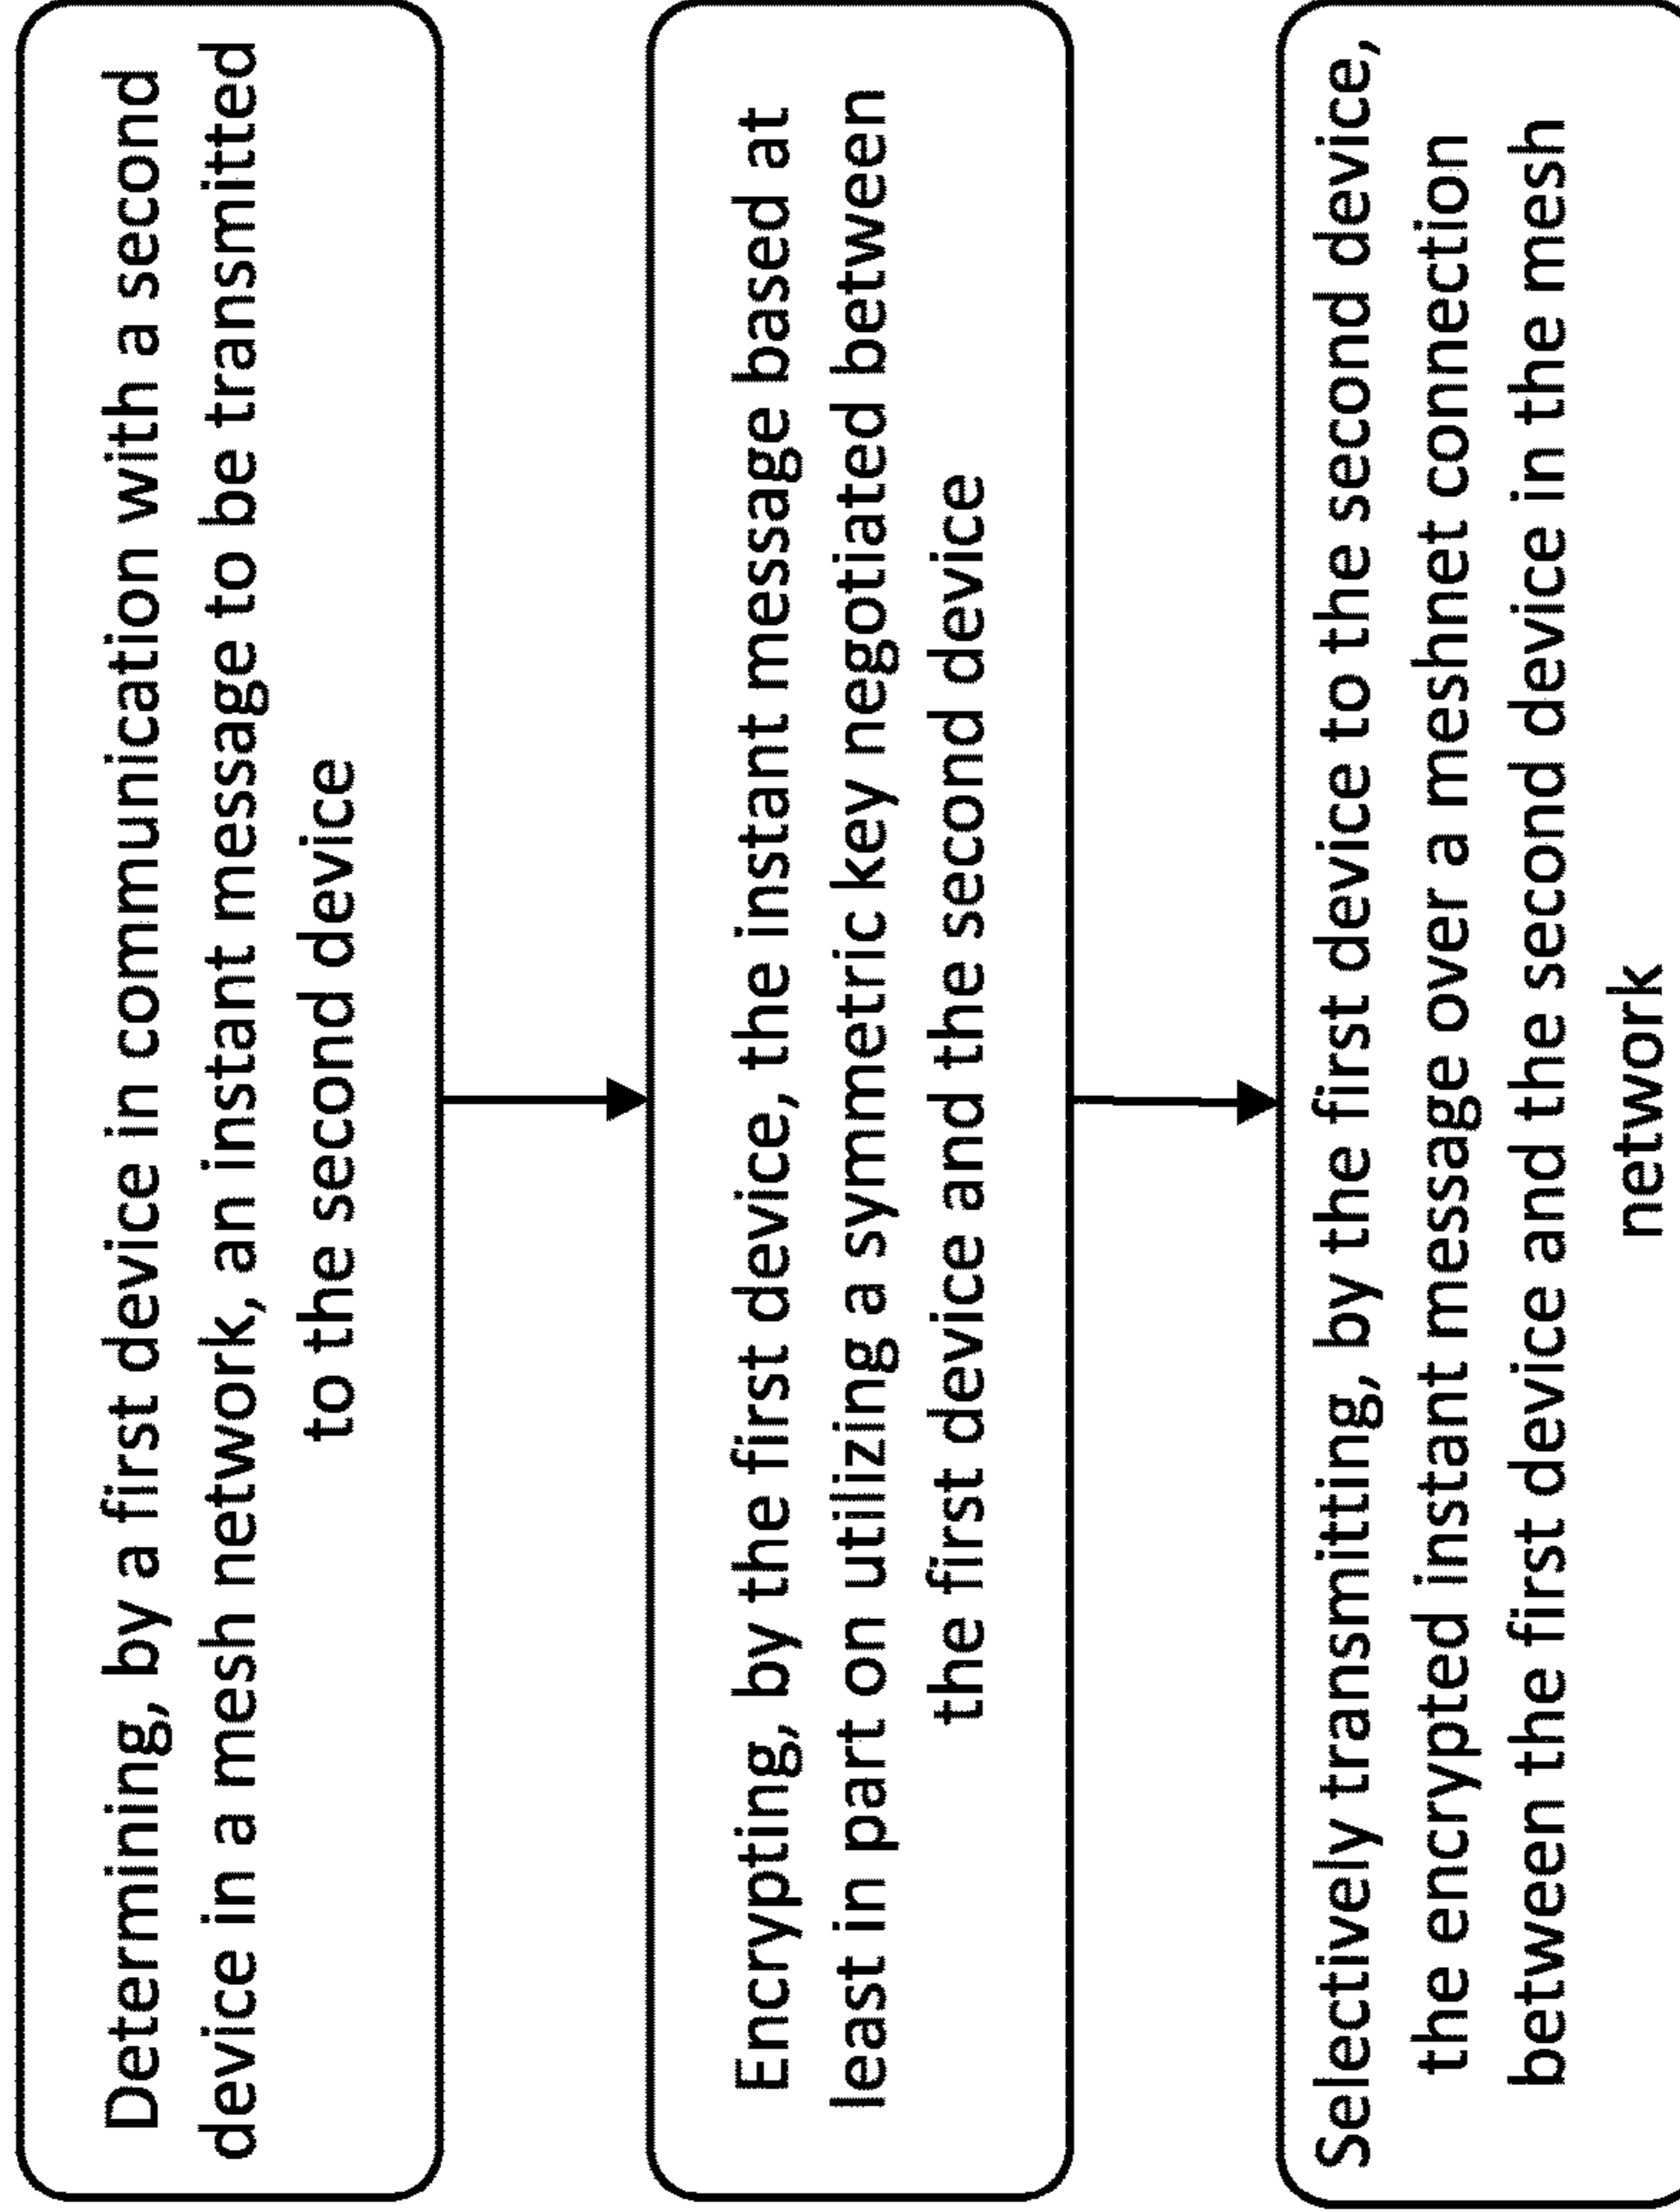 Determining, by a first device in communication with a second
device in a mesh network, an instant message to be transmitted
to the second device
Encrypting, by the first device, the instant message based at
least in part on utilizing a symmetric key negotiated between
the first device and the second device
Selectively transmitting, by the first device to the second device,
the encrypted instant message over a meshnet connection
between the first device and the second device in the mesh
network